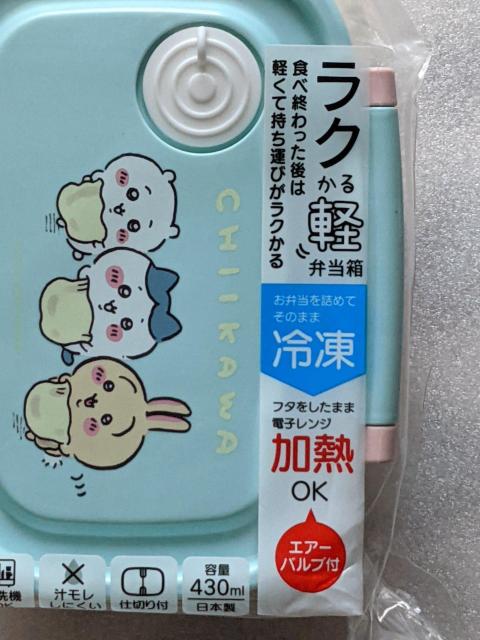 ラク
かる
軽
弁当箱
食べ終わった後は
軽くて持ち運びがラクかる
CHIIKAWA
お弁当を詰めて
そのまま
冷凍
フタをしたまま
電子レンジ
加熱
OK
エアー
バルブ付
汁モレ
しにくい
仕切り付
容量
430ml
日本製